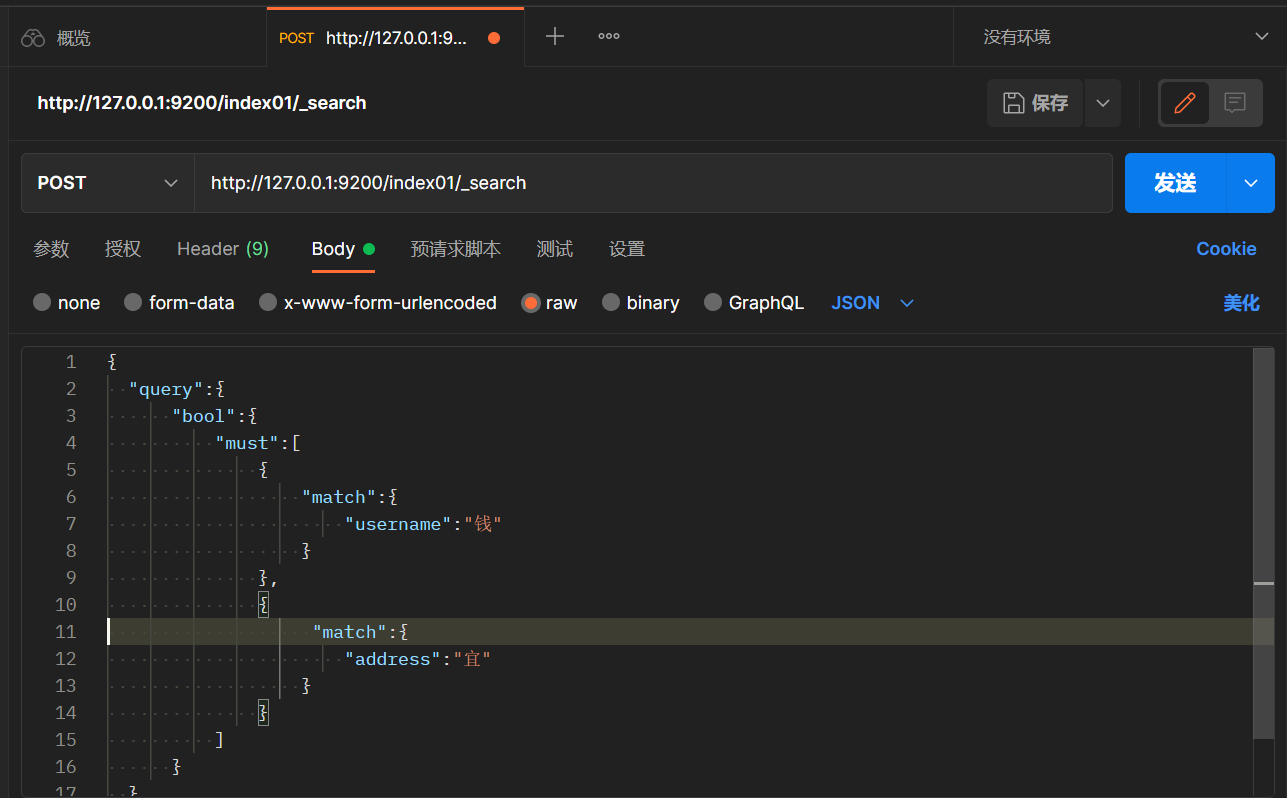 概览
POST http://127.0.0.1:9...
没有环境
http://127.0.0.1:9200/index01/_search
保存
POST http://127.0.0.1:9200/index01/_search 发送
参数 授权 Header (9) Body 预请求脚本 测试 设置 Cookie
none form-data x-www-form-urlencoded raw binary GraphQL JSON 美化
1 {
2 "query":{
3 "bool":{
4 "must":[
5 {
6 "match":{
7 "username":"钱"
8 }
9 },
10 {
11 "match":{
12 "address":"宜"
13 }
14 }
15 ]
16 }
17 }